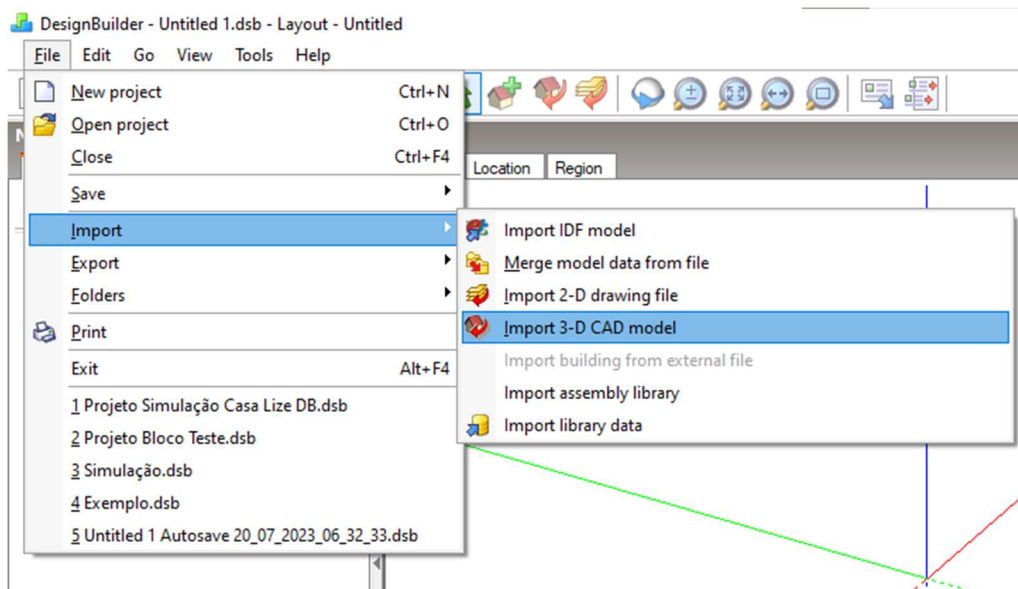 DesignBuilder - Untitled 1.dsb - Layout - Untitled
File Edit Go View Tools Help
New project Ctrl+N
Open project Ctrl+O
Close Ctrl+F4
Location Region
Save
Import
Import IDF model
Export
Merge model data from file
Folders
Import 2-D drawing file
Print
Import 3-D CAD model
Exit Alt+F4
Import building from external file
1 Projeto Simulação Casa Lize DB.dsb
Import assembly library
2 Projeto Bloco Teste.dsb
Import library data
3 Simulação.dsb
4 Exemplo.dsb
5 Untitled 1 Autosave 20_07_2023_06_32_33.dsb